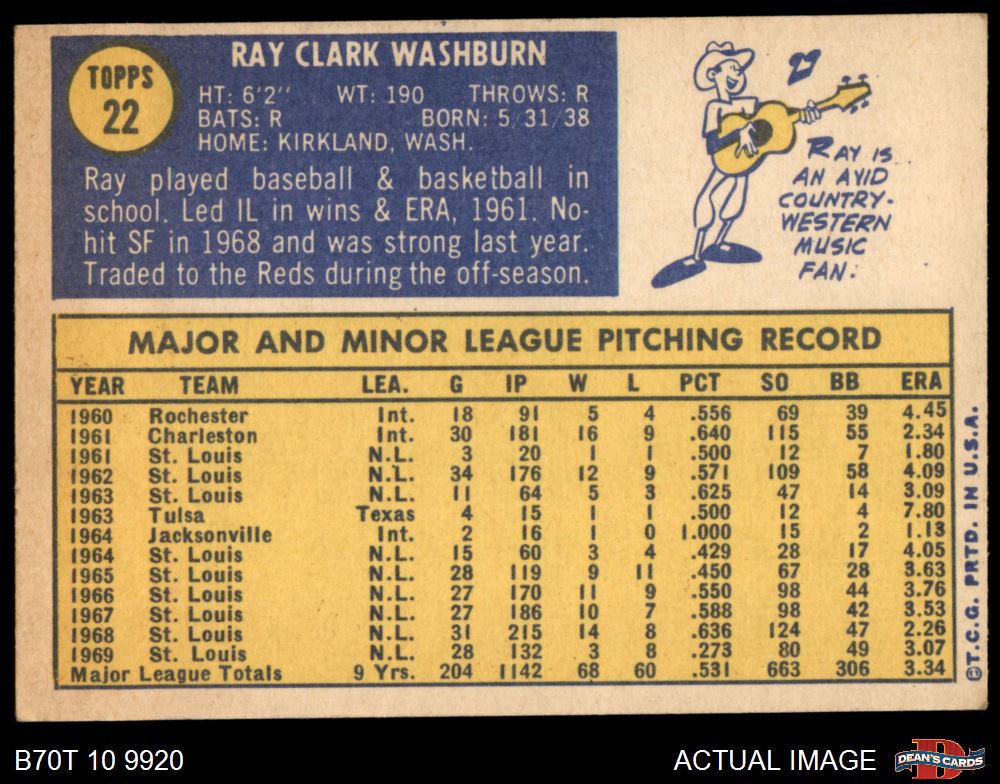 TOPPS
22
RAY CLARK WASHBURN
HT: 6'2" WT: 190 THROWS: R
BATS: R BORN: 5/31/38
HOME: KIRKLAND, WASH.
Ray played baseball & basketball in
school. Led IL in wins & ERA, 1961. No-
hit SF in 1968 and was strong last year.
Traded to the Reds during the off-season.
RAY IS
AN AVID
COUNTRY-
WESTERN
MUSIC
FAN.
MAJOR AND MINOR LEAGUE PITCHING RECORD
YEAR TEAM LEA. G IP W L PCT SO BB ERA
1960 Rochester Int. 18 91 5 4 .556 69 39 4.45
1961 Charleston Int. 30 181 16 9 .640 115 55 2.34
1961 St. Louis N.L. 3 20 1 1 .500 12 7 1.80
1962 St. Louis N.L. 34 176 12 9 .571 109 58 4.09
1963 St. Louis N.L. 11 64 5 3 .625 47 14 3.09
1963 Tulsa Texas 4 15 1 1 .500 12 4 7.80
1964 Jacksonville Int. 2 16 1 0 1.000 15 2 1.13
1964 St. Louis N.L. 15 60 3 4 .429 28 17 4.05
1965 St. Louis N.L. 28 119 9 11 .450 67 28 3.63
1966 St. Louis N.L. 27 170 11 9 .550 98 44 3.76
1967 St. Louis N.L. 27 186 10 7 .588 98 42 3.53
1968 St. Louis N.L. 31 215 14 8 .636 124 47 2.26
1969 St. Louis N.L. 28 132 3 8 .273 80 49 3.07
Major League Totals 9 Yrs. 204 1142 68 60 .531 663 306 3.34
©T.C.G. PRTD. IN U.S.A.
B70T 10 9920
ACTUAL IMAGE
DEAN'S CARDS